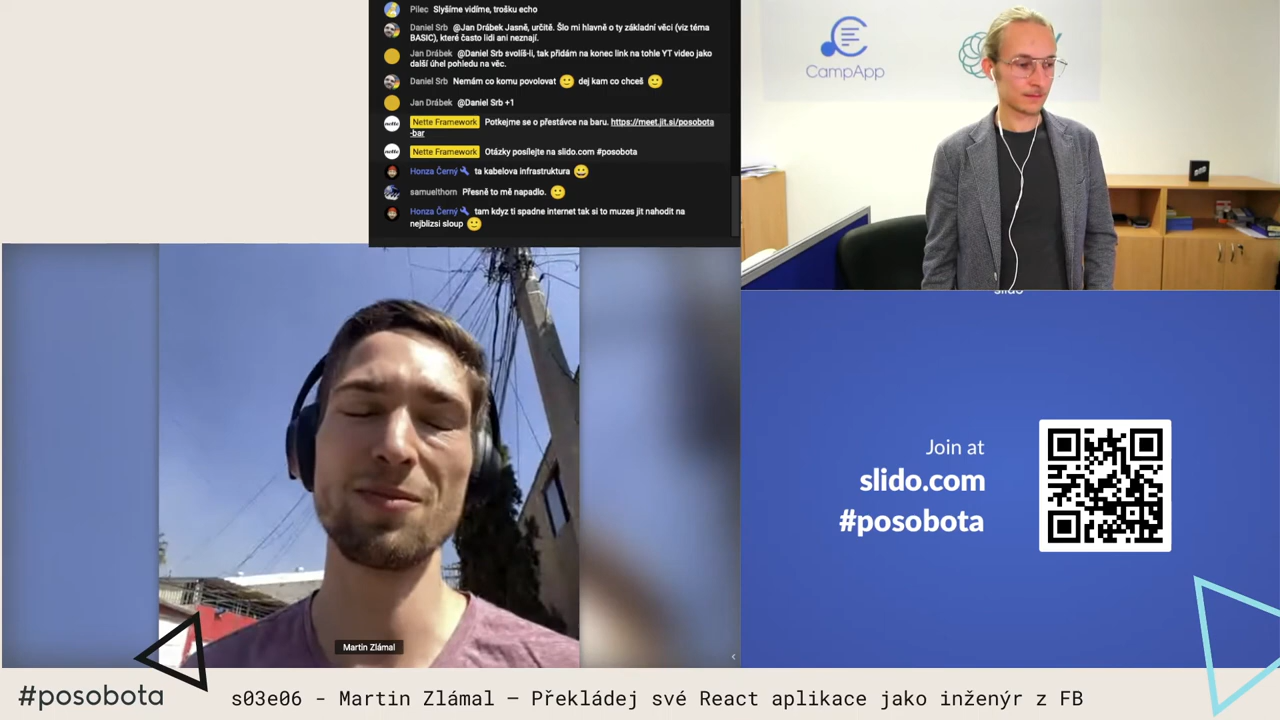 Pilec Slyšíme vidíme, trošku echo
Daniel Srb @Jan Drábek Jasně, určitě. Šlo mi hlavně o ty základní věci (viz téma
BASIC), které často lidi ani neznají.
Jan Drábek @Daniel Srb svolíš-li, tak přidám na konec link na tohle YT video jako
další úhel pohledu na věc.
Daniel Srb Nemám co komu povolovat 🙂 dej kam co chceš 🙂
Jan Drábek @Daniel Srb +1
Nette Framework Potkejme se o přestávce na baru. https://meet.jit.si/posobota
-bar
Nette Framework Otázky posílejte na slido.com #posobota
Honza Černý ta kabelova infrastruktura 😀
samuelthorn Přesně to mě napadlo. 🙂
Honza Černý tam kdyz ti spadne internet tak si to muzes jit nahodit na
nejblizsi sloup 🙂
CampApp
slido
Join at
slido.com
#posobota
Martin Zlámal
#posobota
s03e06 - Martin Zlámal – Překládej své React aplikace jako inženýr z FB